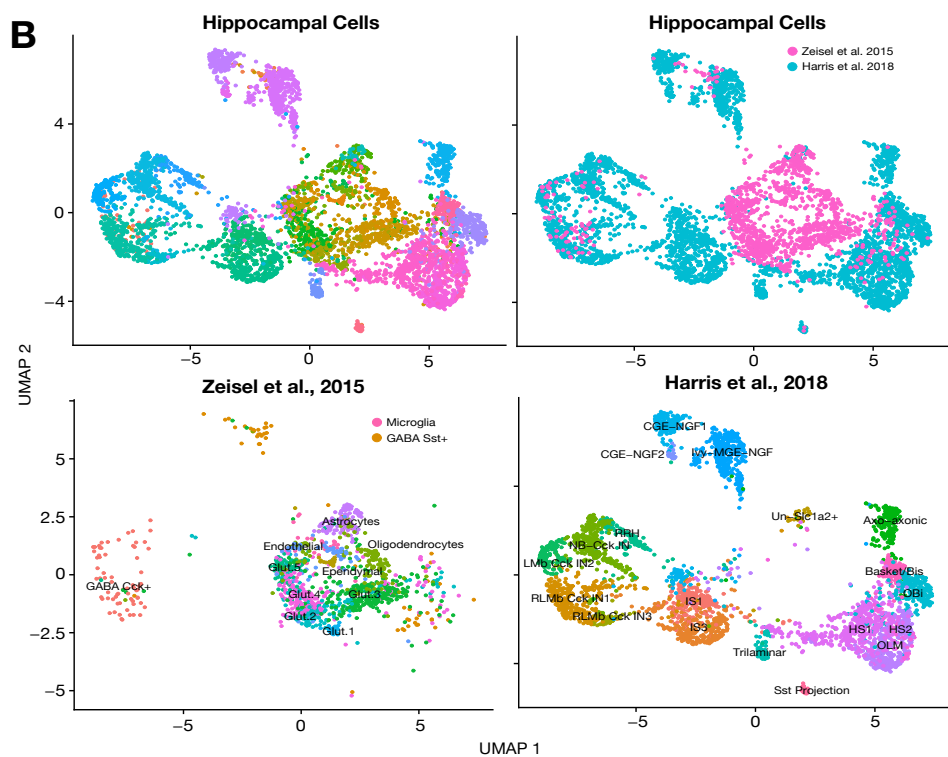 B
Hippocampal Cells
Hippocampal Cells
Zeisel et al. 2015
Harris et al. 2018
4
0
−4
−5
0
5
−5
0
5
UMAP 2
Zeisel et al., 2015
Harris et al., 2018
Microglia
GABA Sst+
5
2.5
0
−2.5
−5
Astrocytes
Endothelial
Oligodendrocytes
Glut.5
Ependymal
GABA Cck+
Glut.4
Glut.3
Glut.2
Glut.1
−5
0
5
CGE−NGF1
CGE−NGF2
Ivy−MGE−NGF
Un−Slc1a2+
Axo−axonic
RRH
NB−Cck IN
LMb Cck IN2
Basket/Bis
OBi
RLMb Cck IN1
IS1
RLMb Cck IN3
IS3
HS1
HS2
OLM
Trilaminar
Sst Projection
−5
0
5
UMAP 1